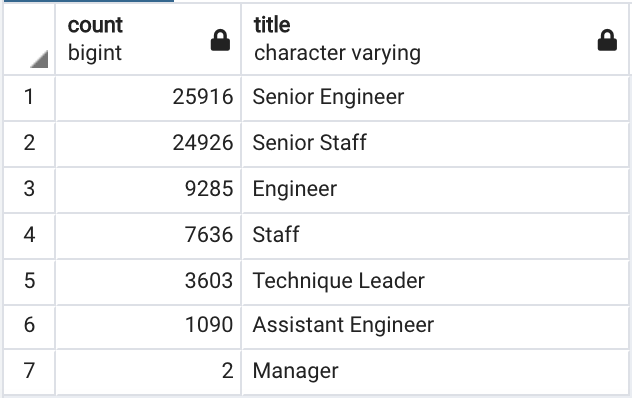 count title
bigint character varying
1 25916 Senior Engineer
2 24926 Senior Staff
3 9285 Engineer
4 7636 Staff
5 3603 Technique Leader
6 1090 Assistant Engineer
7 2 Manager